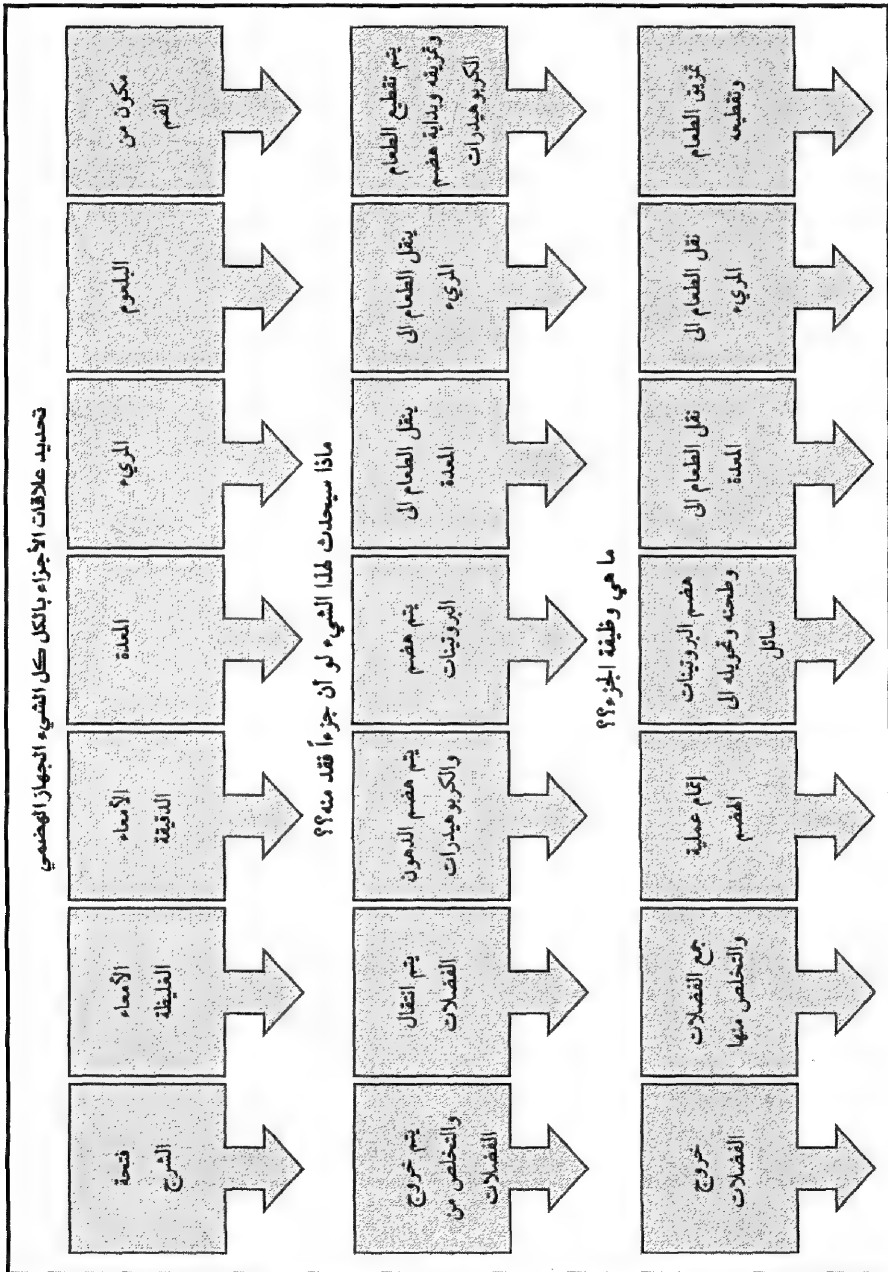 تحديد علاقات الأجزاء بالكل كل الشيء الجهاز الهضمي
مكون من
الفم
البلعوم
المريء
المعدة
الأمعاء
الدقيقة
الأمعاء
الغليظة
فتحة
الشرج
ماذا سيحدث لهذا الشيء لو أن جزءاً فقد منه؟؟
يتم تقطيع الطعام
وتمزيقه وبداية هضم
الكربوهيدرات
ينقل الطعام الى
المريء
ينقل الطعام الى
المعدة
يتم هضم
البروتينات
يتم هضم الدهون
والكربوهيدرات
يتم انتقال
الفضلات
يتم خروج
والتخلص من
الفضلات
ما هي وظيفة الجزء؟؟
تمزيق الطعام
وتقطيعه
نقل الطعام الى
المريء
نقل الطعام الى
المعدة
هضم البروتينات
وطحنه وتحويله الى
سائل
إتمام عملية
الهضم
جمع الفضلات
والتخلص منها
خروج
الفضلات